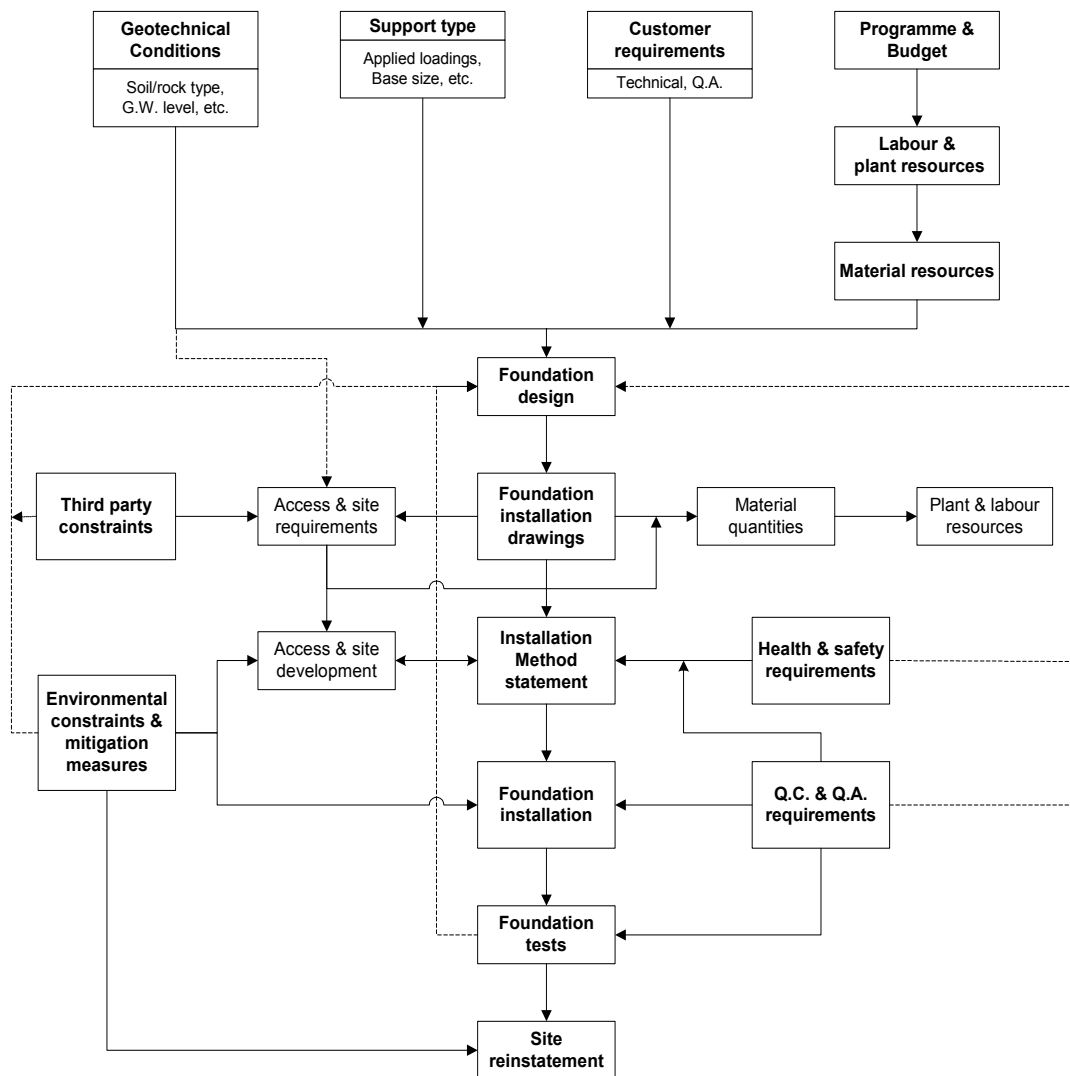 Geotechnical
Conditions
Soil/rock type,
G.W. level, etc.
Support type
Applied loadings,
Base size, etc.
Customer
requirements
Technical, Q.A.
Programme &
Budget
Labour &
plant resources
Material resources
Foundation
design
Third party
constraints
Access & site
requirements
Foundation
installation
drawings
Material
quantities
Plant & labour
resources
Access & site
development
Installation
Method
statement
Health & safety
requirements
Environmental
constraints &
mitigation
measures
Foundation
installation
Q.C. & Q.A.
requirements
Foundation
tests
Site
reinstatement